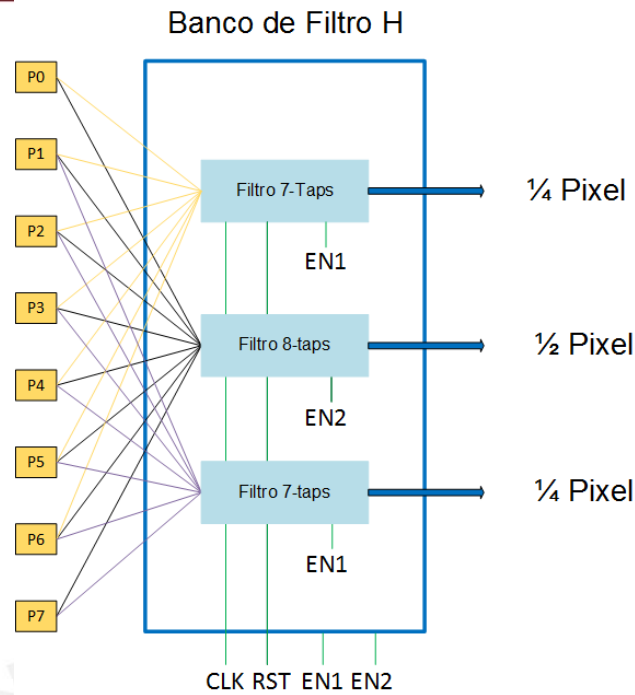 Banco de Filtro H
P0
P1
P2
P3
P4
P5
P6
P7
Filtro 7-Taps
EN1
Filtro 8-taps
EN2
Filtro 7-taps
EN1
¼ Pixel
½ Pixel
¼ Pixel
CLK RST EN1 EN2